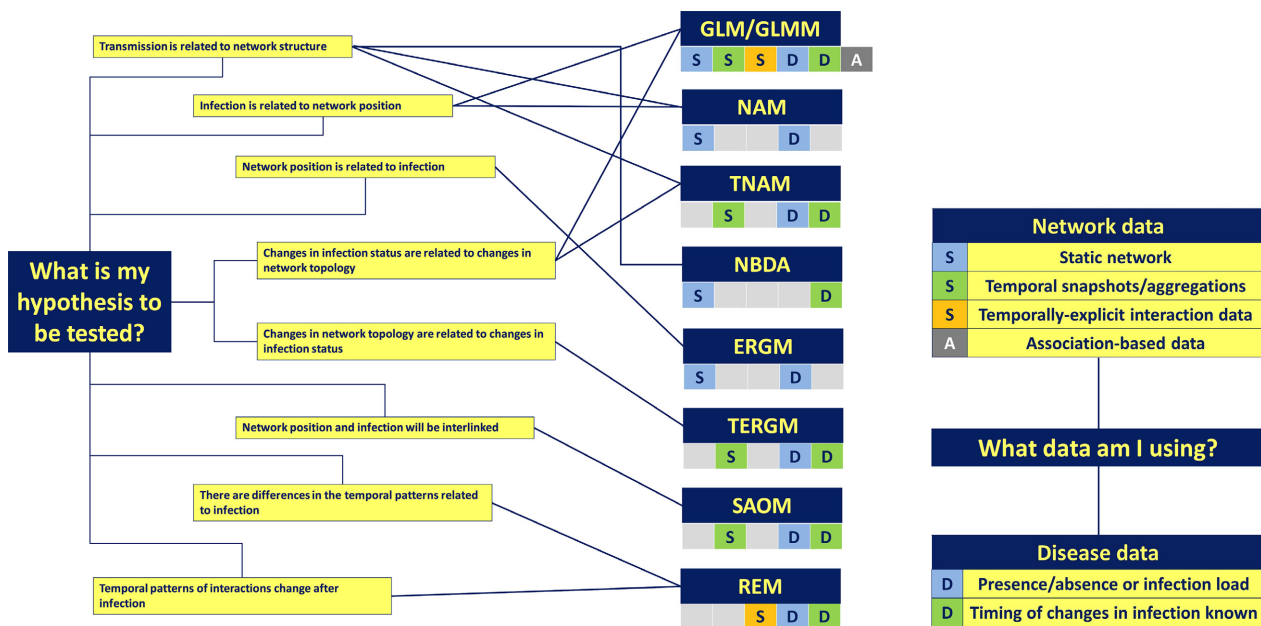 What is my
hypothesis to
be tested?
Transmission is related to network structure
Infection is related to network position
Network position is related to infection
Changes in infection status are related to changes in
network topology
Changes in network topology are related to changes in
infection status
Network position and infection will be interlinked
There are differences in the temporal patterns related
to infection
Temporal patterns of interactions change after
infection
GLM/GLMM
S S S D D A
NAM
S D
TNAM
S D D
NBDA
S D
ERGM
S D
TERGM
S D D
SAOM
S D D
REM
S D D
Network data
S Static network
S Temporal snapshots/aggregations
S Temporally-explicit interaction data
A Association-based data
What data am I using?
Disease data
D Presence/absence or infection load
D Timing of changes in infection known